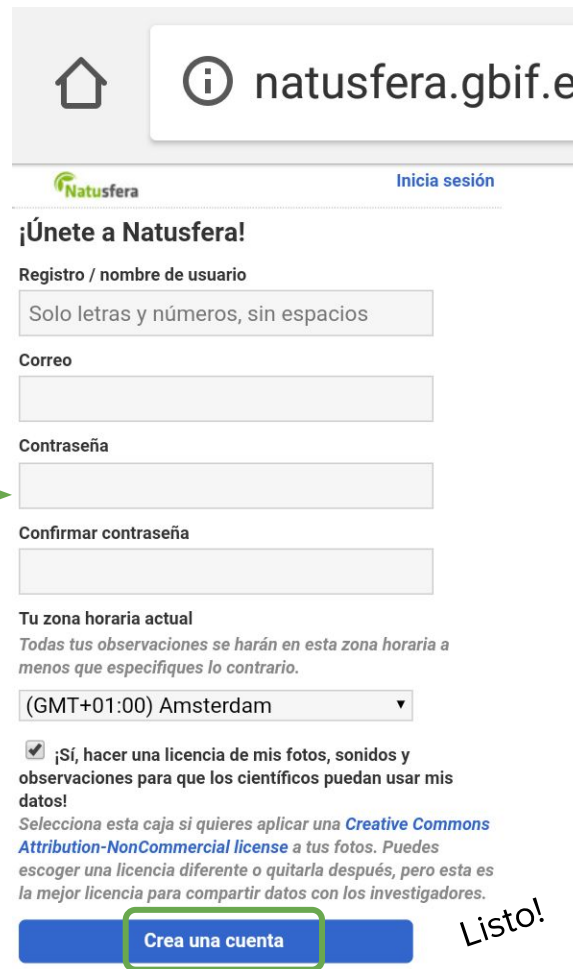 natusfera.gbif.e
Natusfera
Inicia sesión
¡Únete a Natusfera!
Registro / nombre de usuario
Solo letras y números, sin espacios
Correo
Contraseña
Confirmar contraseña
Tu zona horaria actual
Todas tus observaciones se harán en esta zona horaria a
menos que especifiques lo contrario.
(GMT+01:00) Amsterdam
¡Sí, hacer una licencia de mis fotos, sonidos y
observaciones para que los científicos puedan usar mis
datos!
Selecciona esta caja si quieres aplicar una Creative Commons
Attribution-NonCommercial license a tus fotos. Puedes
escoger una licencia diferente o quitarla después, pero esta es
la mejor licencia para compartir datos con los investigadores.
Crea una cuenta
Listo!